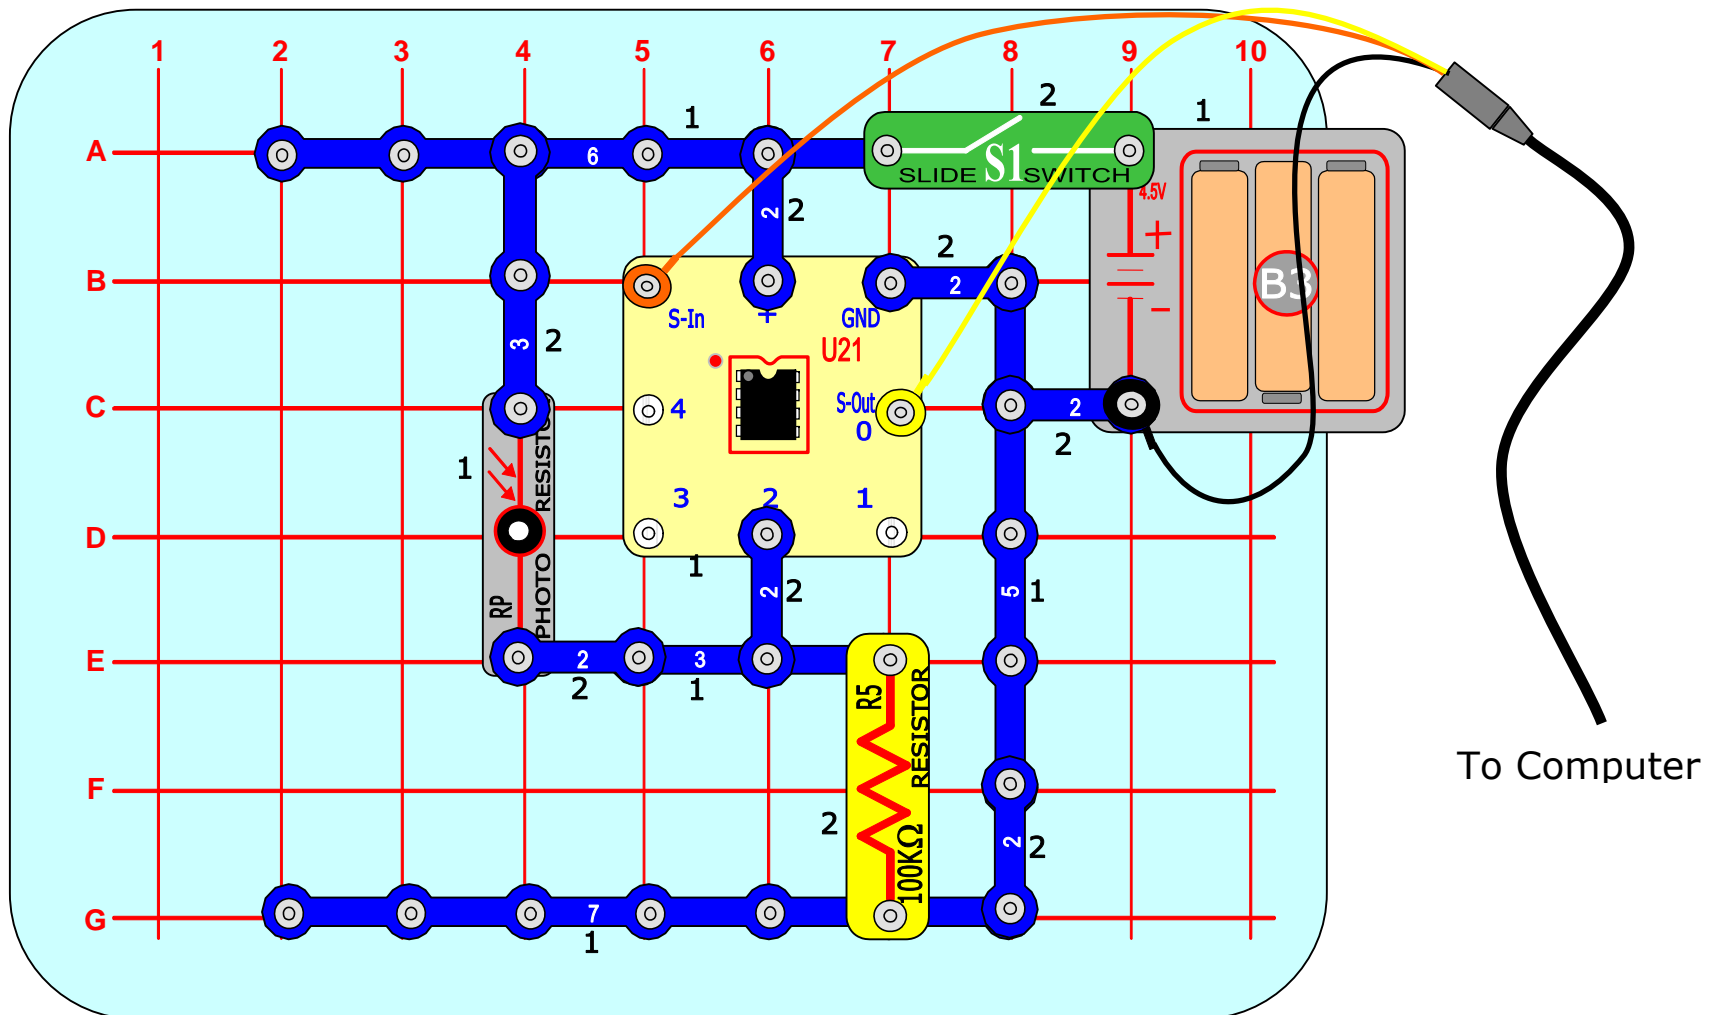 1 2 3 4 5 6 7 8 9 10
1 2 1
A 6
SLIDE S1 SWITCH
4.5V
2 2
2
+
B 2 B3
S-In + GND
−
U21
3 2
C 4 S-Out 2
0
2
1
3 2 1
PHOTO RESISTOR
RP
D
1
2 2
5 1
E 2 3
2 1
R5
RESISTOR
100KΩ
To Computer
F
2
2 2
G 7
1